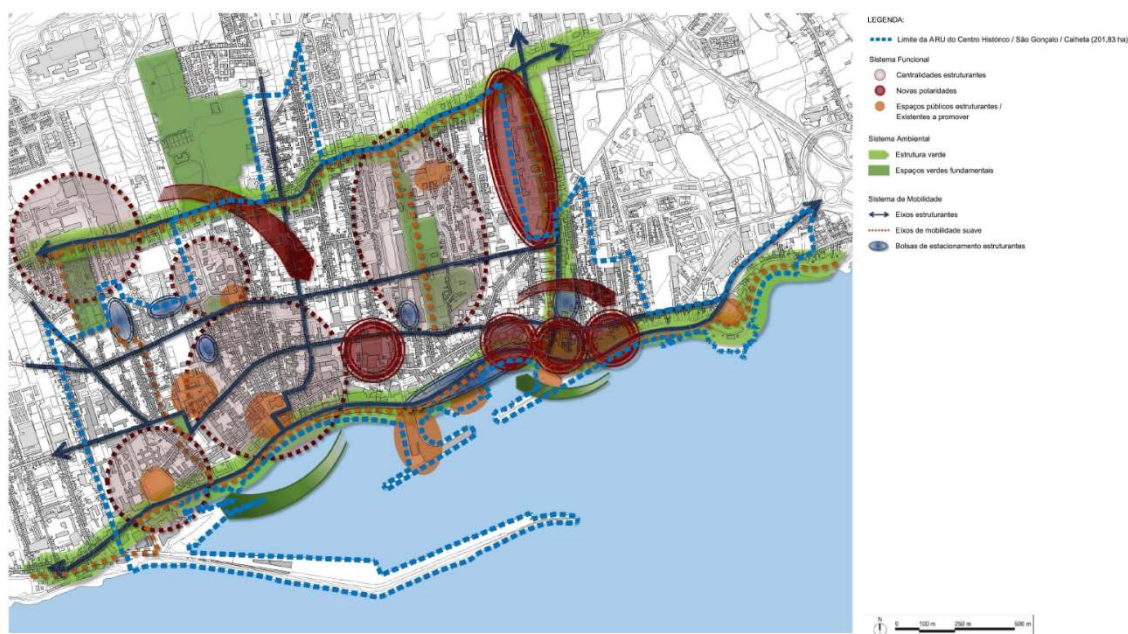 LEGENDA:
Limite da ARU do Centro Histórico / São Gonçalo / Calheta (201,83 ha)
Sistema Funcional
Centralidades estruturantes
Novas polaridades
Espaços públicos estruturantes /
Existentes a promover
Sistema Ambiental
Estrutura verde
Espaços verdes fundamentais
Sistema de Mobilidade
Eixos estruturantes
Eixos de mobilidade suave
Bolsas de estacionamento estruturantes
N 0 100 m 250 m 500 m